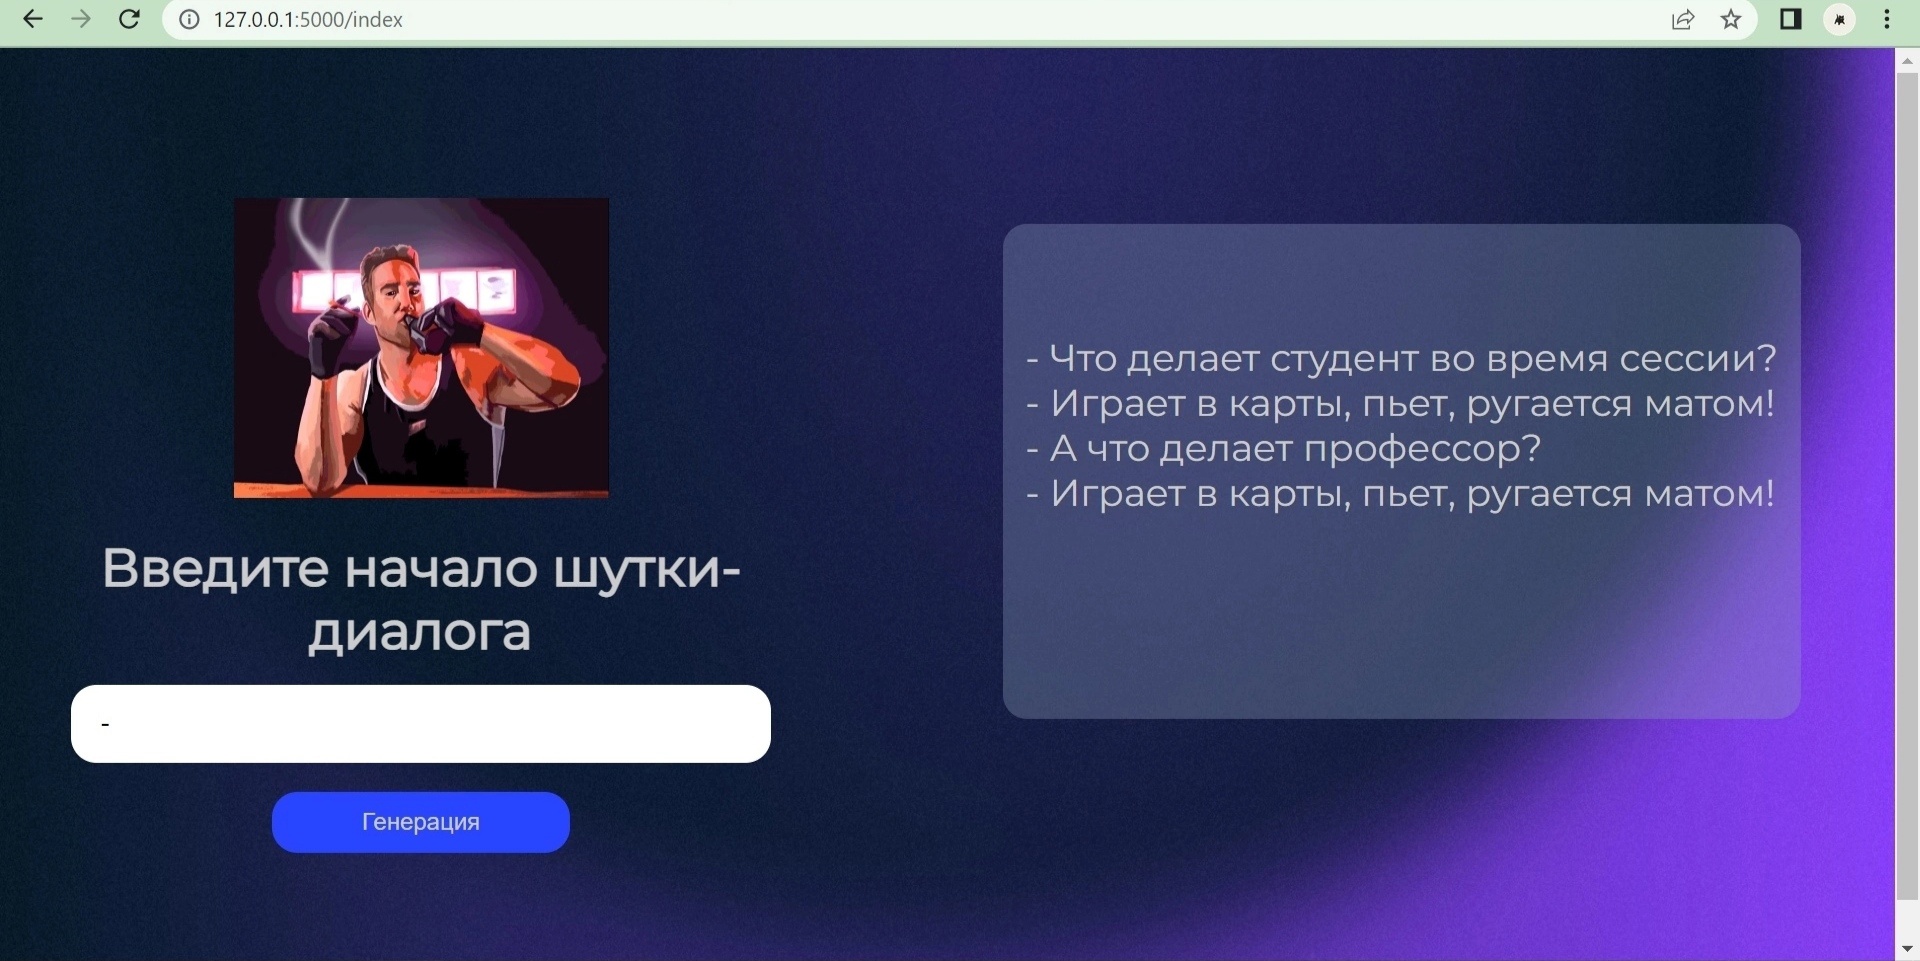 127.0.0.1:5000/index
- Что делает студент во время сессии?
- Играет в карты, пьет, ругается матом!
- А что делает профессор?
- Играет в карты, пьет, ругается матом!
Введите начало шутки-
диалога
-
Генерация